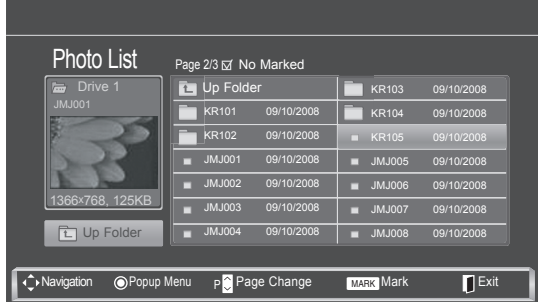 Photo List
Page 2/3 No Marked
Drive 1
JMJ001
1366x768, 125KB
Up Folder
Up Folder
KR101 09/10/2008
KR102 09/10/2008
JMJ001 09/10/2008
JMJ002 09/10/2008
JMJ003 09/10/2008
JMJ004 09/10/2008
KR103 09/10/2008
KR104 09/10/2008
KR105 09/10/2008
JMJ005 09/10/2008
JMJ006 09/10/2008
JMJ007 09/10/2008
JMJ008 09/10/2008
Navigation Popup Menu P Page Change MARK Mark Exit